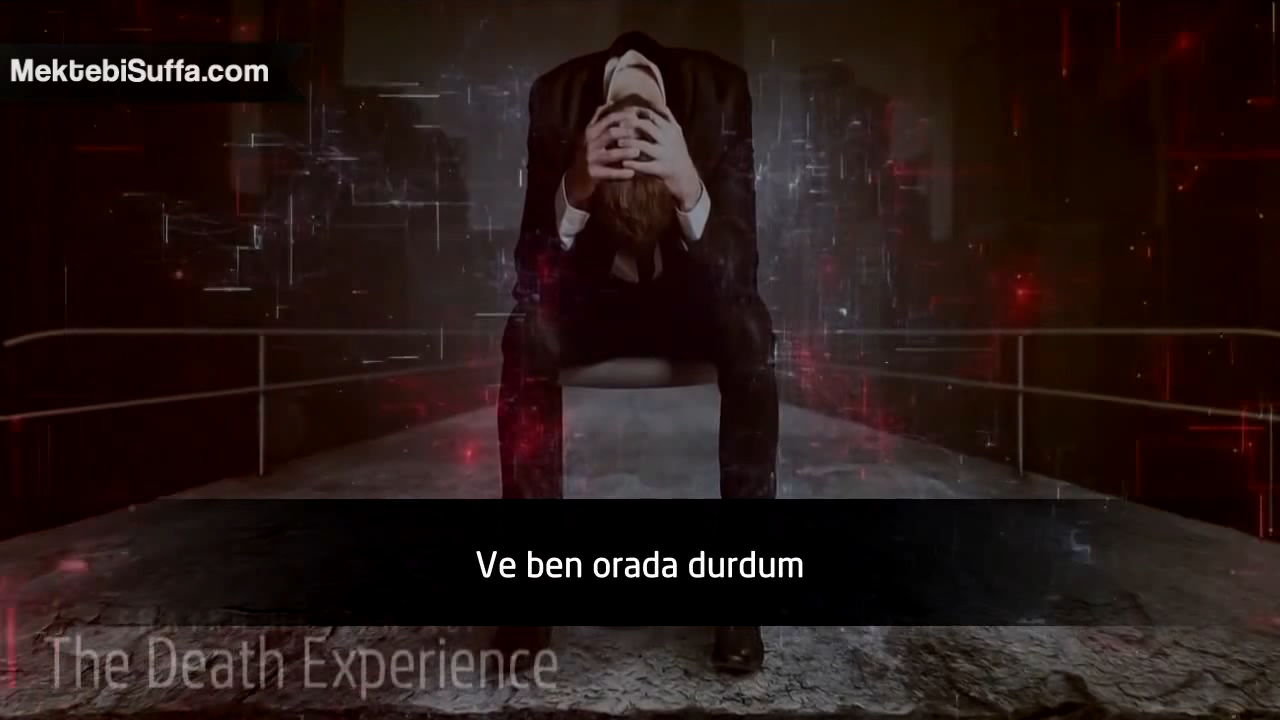 MektebiSuffa.com
Ve ben orada durdum
The Death Experience